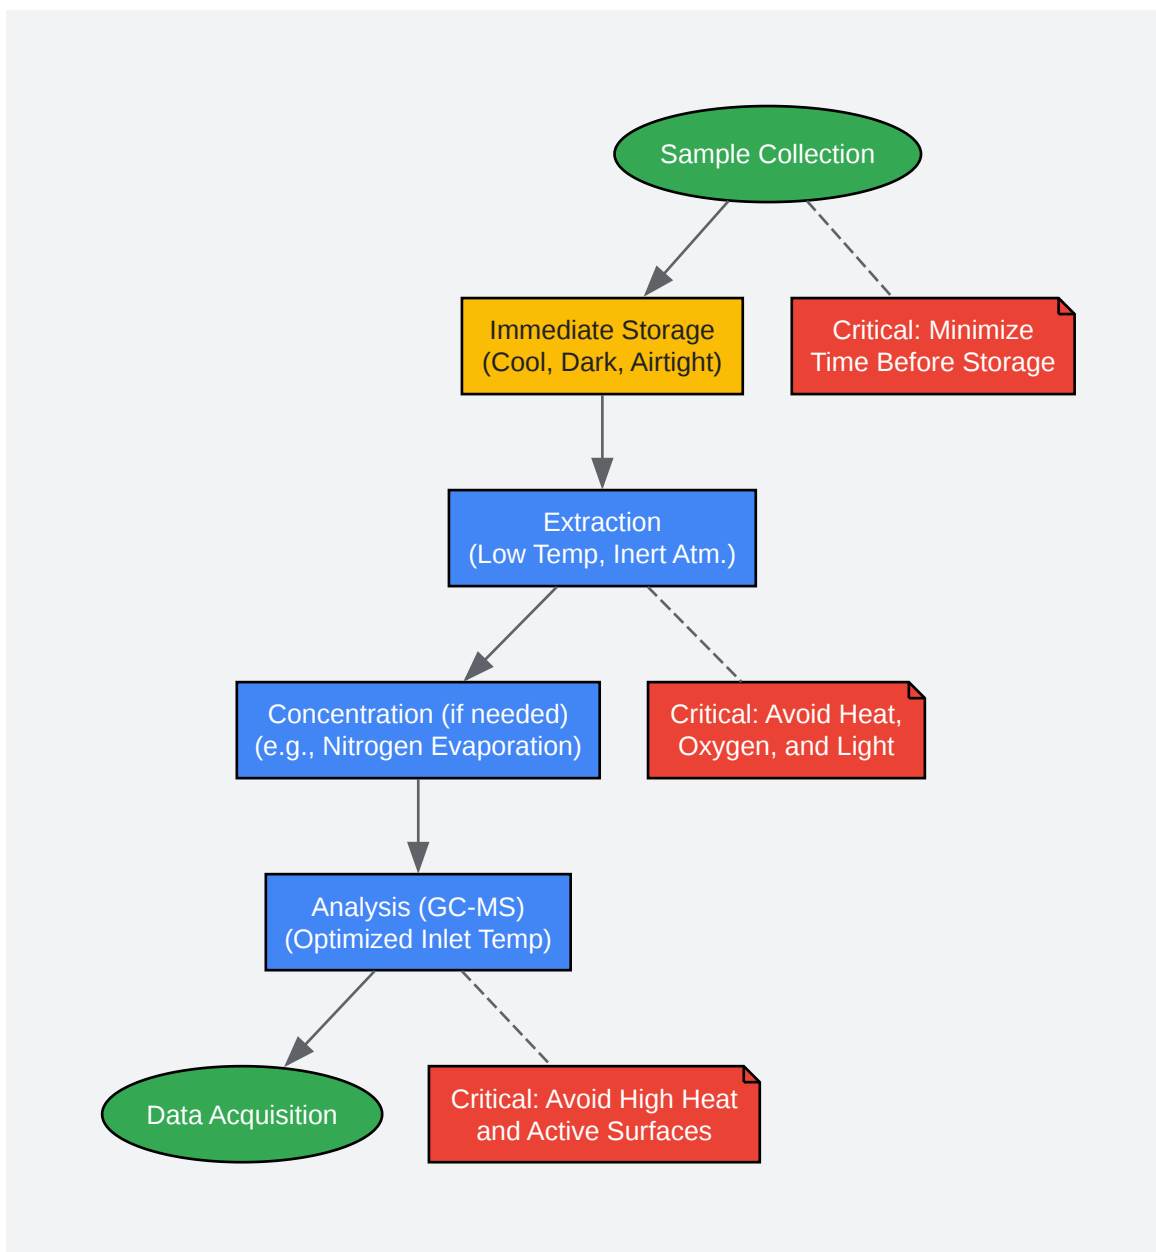 Sample Collection
Immediate Storage
(Cool, Dark, Airtight)
Critical: Minimize
Time Before Storage
Extraction
(Low Temp, Inert Atm.)
Concentration (if needed)
(e.g., Nitrogen Evaporation)
Critical: Avoid Heat,
Oxygen, and Light
Analysis (GC-MS)
(Optimized Inlet Temp)
Data Acquisition
Critical: Avoid High Heat
and Active Surfaces